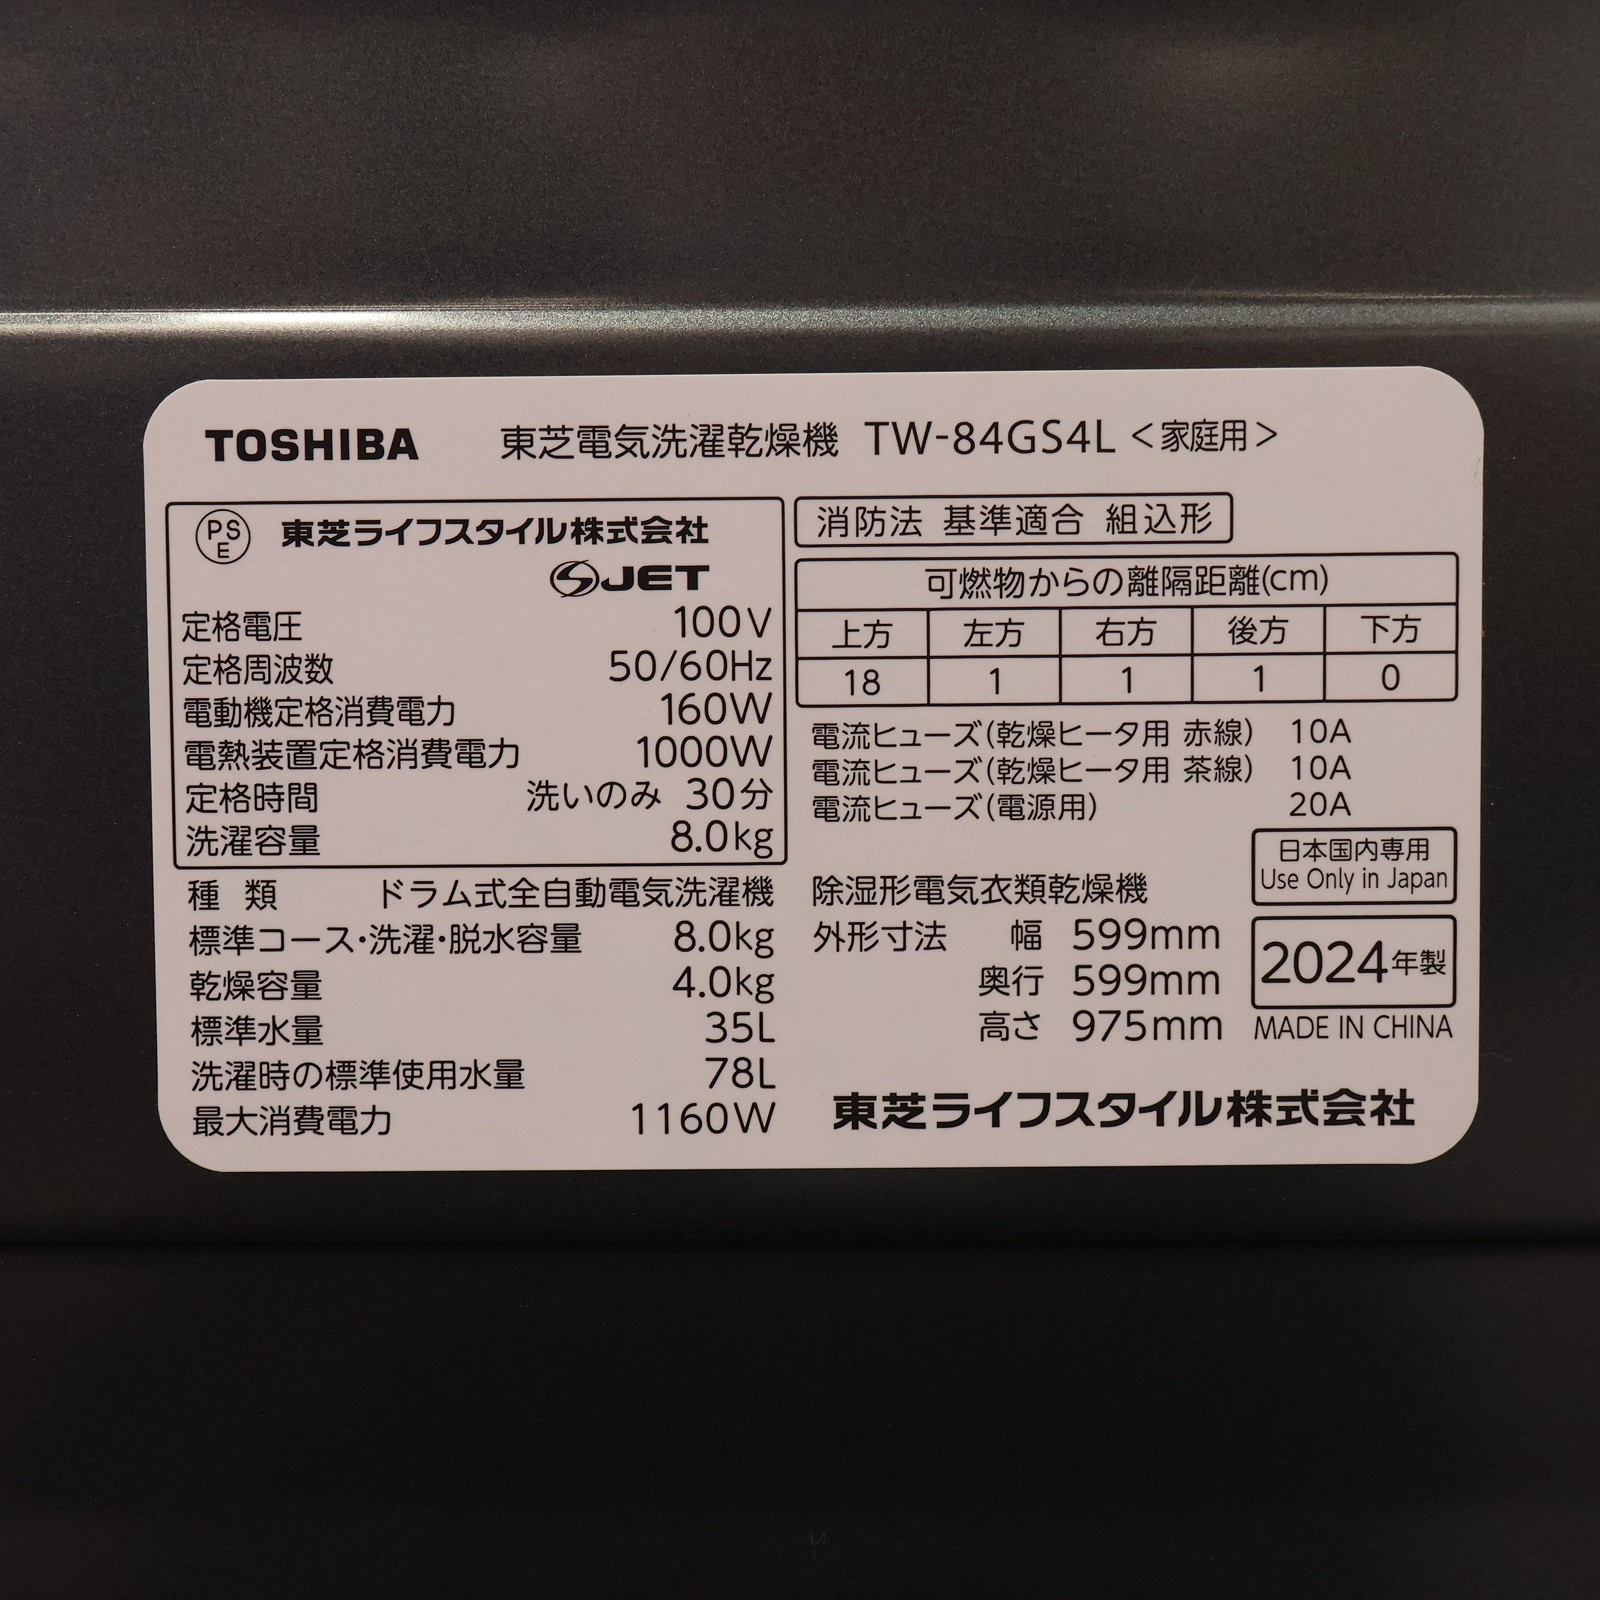 TOSHIBA 東芝電気洗濯乾燥機 TW-84GS4L <家庭用>
PS
E
東芝ライフスタイル株式会社
SJET
定格電圧 100V
定格周波数 50/60Hz
電動機定格消費電力 160W
電熱装置定格消費電力 1000W
定格時間 洗いのみ 30分
洗濯容量 8.0kg
種類 ドラム式全自動電気洗濯機
標準コース・洗濯・脱水容量 8.0kg
乾燥容量 4.0kg
標準水量 35L
洗濯時の標準使用水量 78L
最大消費電力 1160W
消防法 基準適合 組込形
可燃物からの離隔距離(cm)
上方 左方 右方 後方 下方
18 1 1 1 0
電流ヒューズ(乾燥ヒータ用 赤線) 10A
電流ヒューズ(乾燥ヒータ用 茶線) 10A
電流ヒューズ(電源用) 20A
日本国内専用
Use Only in Japan
除湿形電気衣類乾燥機
外形寸法 幅 599mm
奥行 599mm
高さ 975mm
2024年製
MADE IN CHINA
東芝ライフスタイル株式会社